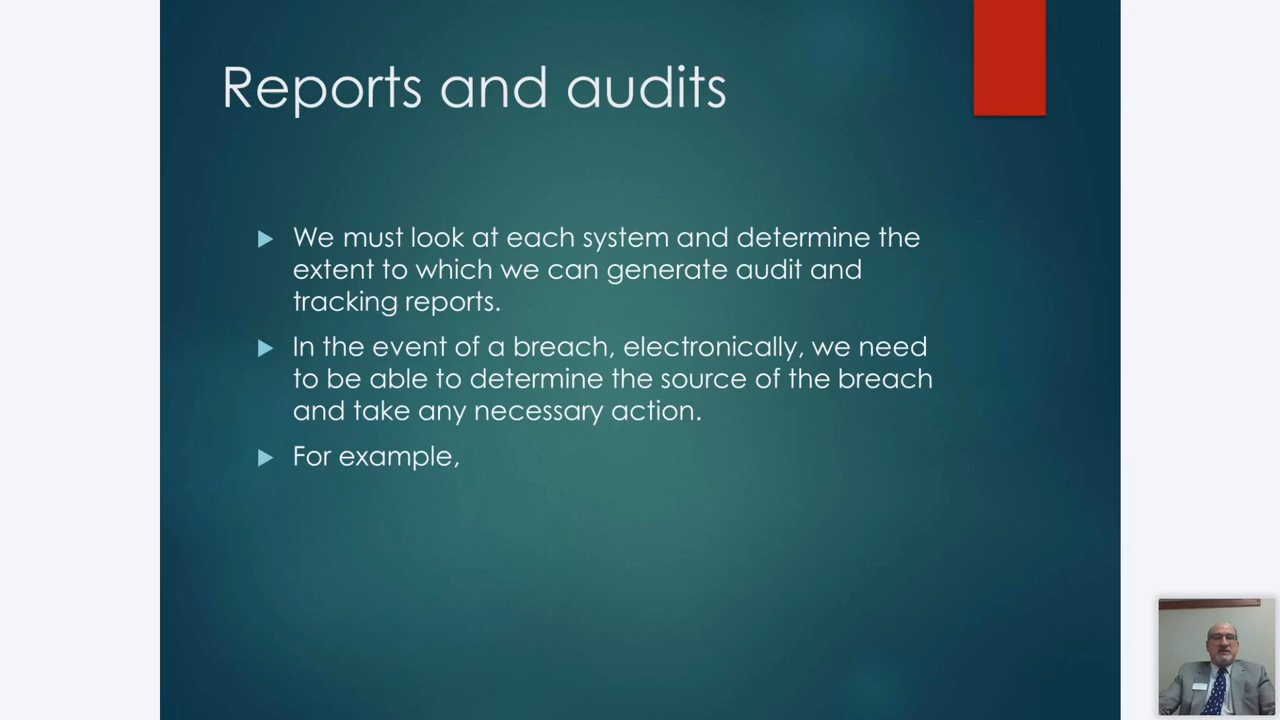 Reports and audits
We must look at each system and determine the
extent to which we can generate audit and
tracking reports.
In the event of a breach, electronically, we need
to be able to determine the source of the breach
and take any necessary action.
For example,